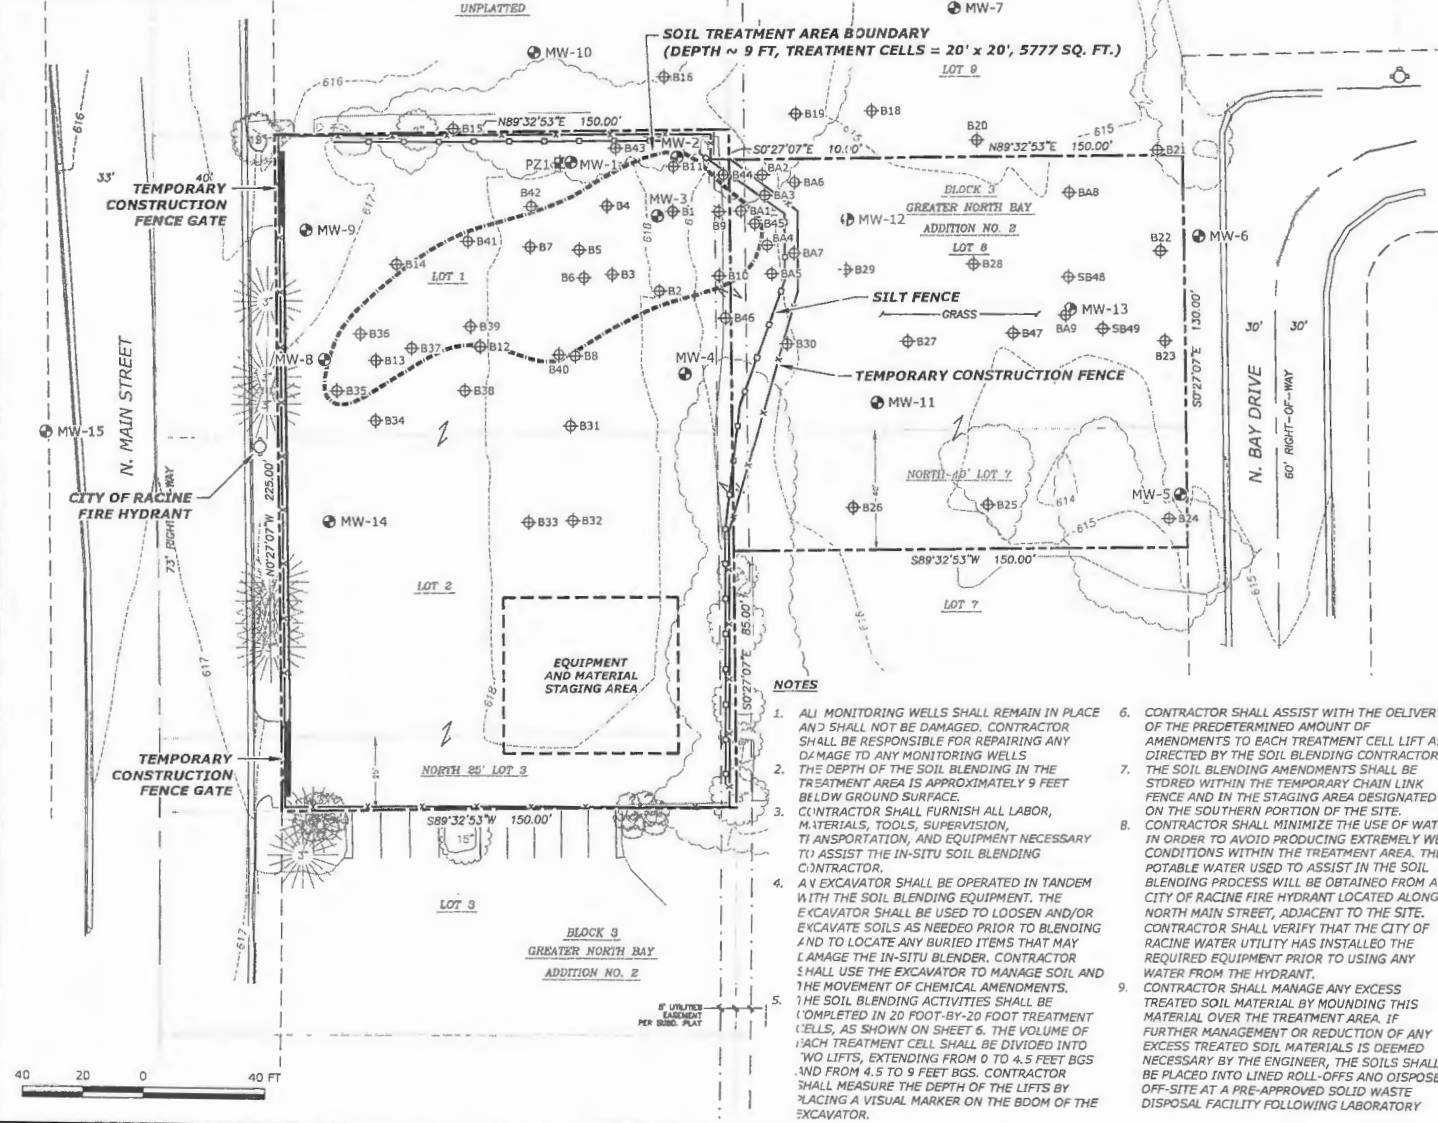 UNPLATTED
MW-7
SOIL TREATMENT AREA BOUNDARY
(DEPTH ~ 9 FT, TREATMENT CELLS = 20' x 20', 5777 SQ. FT.)
MW-10
616
B16
LOT 9
616
B19
B18
615
B20
615
N89°32'53"E 150.00'
B15
B43
MW-2
S0°27'07"E 10.00'
N89°32'53"E 150.00'
B21
PZ1
MW-1
B11
B44
BA2
BA6
BA3
BLOCK 3
GREATER NORTH BAY
ADDITION NO. 2
LOT 8
BA8
33'
40'
TEMPORARY
CONSTRUCTION
FENCE GATE
617
MW-9
B42
B4
MW-3
B1
B9
BA1
B45
MW-12
B41
B7
B5
618
BA4
BA7
B22
MW-6
B14
LOT 1
B6
B3
B10
BA5
B29
B28
SB48
B2
SILT FENCE
GRASS
MW-13
BA9
SB49
B47
B36
B39
B46
B30
B27
B23
S0°27'07"E 130.00'
30'
30'
MW-8
B13
B37
B12
B40
B8
MW-4
TEMPORARY CONSTRUCTION FENCE
B35
B38
MW-11
B34
B31
MW-15
N. MAIN STREET
N. BAY DRIVE
60' RIGHT-OF-WAY
NORTH 40' LOT 7
40'
614
MW-5
CITY OF RACINE
FIRE HYDRANT
N0°27'07"W 225.00'
MW-14
B33
B32
B26
B25
615
B24
S89°32'53"W 150.00'
615
LOT 2
LOT 7
616
S0°27'07"E 85.00'
EQUIPMENT
AND MATERIAL
STAGING AREA
617
618
TEMPORARY
CONSTRUCTION
FENCE GATE
NORTH 25' LOT 3
25'
S89°32'53"W 150.00'
15"
3"
LOT 3
617
BLOCK 3
GREATER NORTH BAY
ADDITION NO. 2
5' UTILITIES
EASEMENT
PER SUBD. PLAT
40 20 0 40 FT
NOTES
1. ALL MONITORING WELLS SHALL REMAIN IN PLACE
AND SHALL NOT BE DAMAGED. CONTRACTOR
SHALL BE RESPONSIBLE FOR REPAIRING ANY
DAMAGE TO ANY MONITORING WELLS
2. THE DEPTH OF THE SOIL BLENDING IN THE
TREATMENT AREA IS APPROXIMATELY 9 FEET
BELOW GROUND SURFACE.
3. CONTRACTOR SHALL FURNISH ALL LABOR,
MATERIALS, TOOLS, SUPERVISION,
TRANSPORTATION, AND EQUIPMENT NECESSARY
TO ASSIST THE IN-SITU SOIL BLENDING
CONTRACTOR.
4. AN EXCAVATOR SHALL BE OPERATED IN TANDEM
WITH THE SOIL BLENDING EQUIPMENT. THE
EXCAVATOR SHALL BE USED TO LOOSEN AND/OR
EXCAVATE SOILS AS NEEDED PRIOR TO BLENDING
AND TO LOCATE ANY BURIED ITEMS THAT MAY
DAMAGE THE IN-SITU BLENDER. CONTRACTOR
SHALL USE THE EXCAVATOR TO MANAGE SOIL AND
THE MOVEMENT OF CHEMICAL AMENDMENTS.
5. THE SOIL BLENDING ACTIVITIES SHALL BE
COMPLETED IN 20 FOOT-BY-20 FOOT TREATMENT
CELLS, AS SHOWN ON SHEET 6. THE VOLUME OF
EACH TREATMENT CELL SHALL BE DIVIDED INTO
TWO LIFTS, EXTENDING FROM 0 TO 4.5 FEET BGS
AND FROM 4.5 TO 9 FEET BGS. CONTRACTOR
SHALL MEASURE THE DEPTH OF THE LIFTS BY
PLACING A VISUAL MARKER ON THE BOOM OF THE
EXCAVATOR.
6. CONTRACTOR SHALL ASSIST WITH THE DELIVER
OF THE PREDETERMINED AMOUNT OF
AMENDMENTS TO EACH TREATMENT CELL LIFT AS
DIRECTED BY THE SOIL BLENDING CONTRACTOR
7. THE SOIL BLENDING AMENDMENTS SHALL BE
STORED WITHIN THE TEMPORARY CHAIN LINK
FENCE AND IN THE STAGING AREA DESIGNATED
ON THE SOUTHERN PORTION OF THE SITE.
8. CONTRACTOR SHALL MINIMIZE THE USE OF WAT
IN ORDER TO AVOID PRODUCING EXTREMELY WE
CONDITIONS WITHIN THE TREATMENT AREA. THE
POTABLE WATER USED TO ASSIST IN THE SOIL
BLENDING PROCESS WILL BE OBTAINED FROM A
CITY OF RACINE FIRE HYDRANT LOCATED ALONG
NORTH MAIN STREET, ADJACENT TO THE SITE.
CONTRACTOR SHALL VERIFY THAT THE CITY OF
RACINE WATER UTILITY HAS INSTALLED THE
REQUIRED EQUIPMENT PRIOR TO USING ANY
WATER FROM THE HYDRANT.
9. CONTRACTOR SHALL MANAGE ANY EXCESS
TREATED SOIL MATERIAL BY MOUNDING THIS
MATERIAL OVER THE TREATMENT AREA. IF
FURTHER MANAGEMENT OR REDUCTION OF ANY
EXCESS TREATED SOIL MATERIALS IS DEEMED
NECESSARY BY THE ENGINEER, THE SOILS SHALL
BE PLACED INTO LINED ROLL-OFFS AND DISPOSE
OFF-SITE AT A PRE-APPROVED SOLID WASTE
DISPOSAL FACILITY FOLLOWING LABORATORY